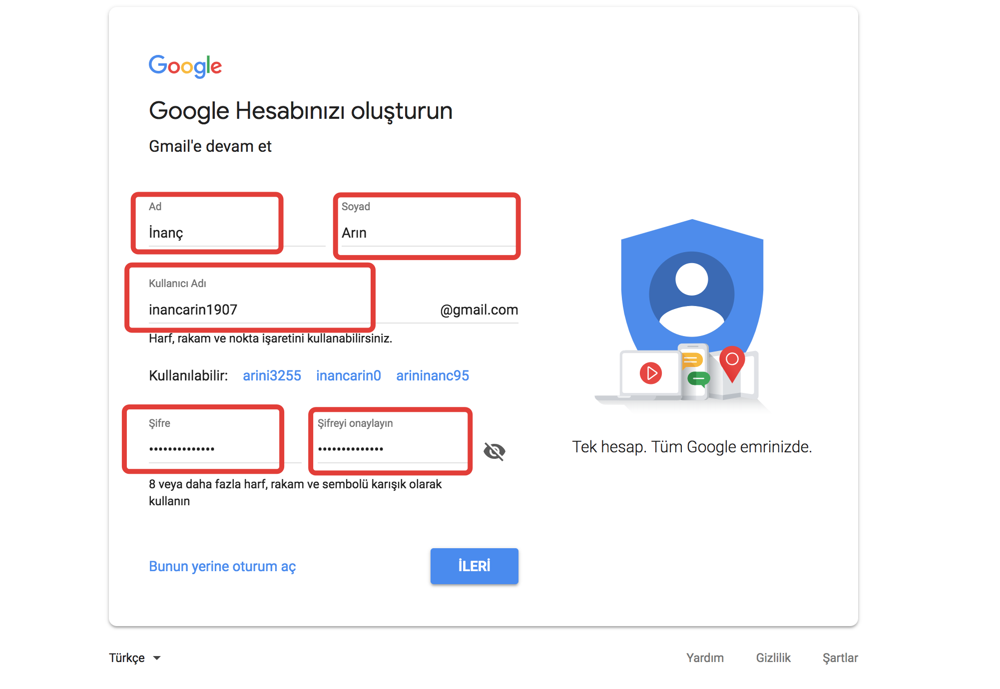 Google
Google Hesabınızı oluşturun
Gmail'e devam et
Ad
Soyad
İnanç
Arın
Kullanıcı Adı
inancarin1907
@gmail.com
Harf, rakam ve nokta işaretini kullanabilirsiniz.
Kullanılabilir: arini3255 inancarin0 arininanc95
Şifre
Şifreyi onaylayın
••••••••••••••
••••••••••••••
8 veya daha fazla harf, rakam ve sembolü karışık olarak
kullanın
Bunun yerine oturum aç
İLERİ
Tek hesap. Tüm Google emrinizde.
Türkçe
Yardım Gizlilik Şartlar